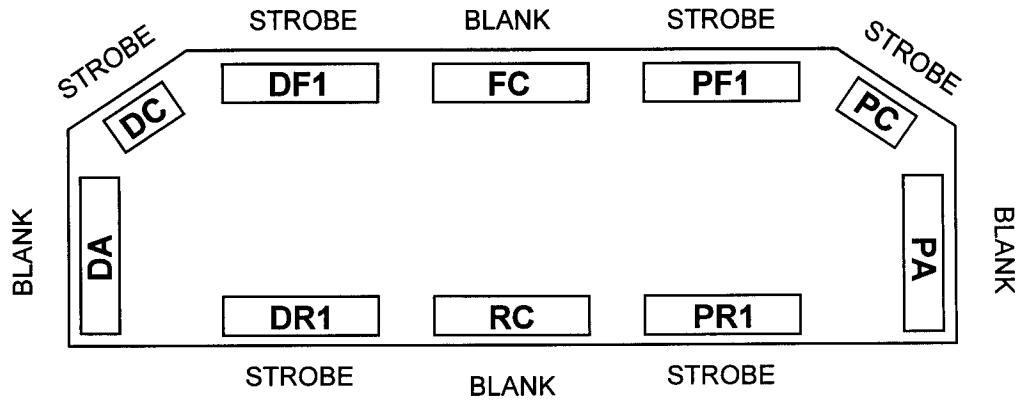 STROBE BLANK STROBE
STROBE STROBE
DF1 FC PF1
DC PC
BLANK DA PA BLANK
DR1 RC PR1
STROBE BLANK STROBE